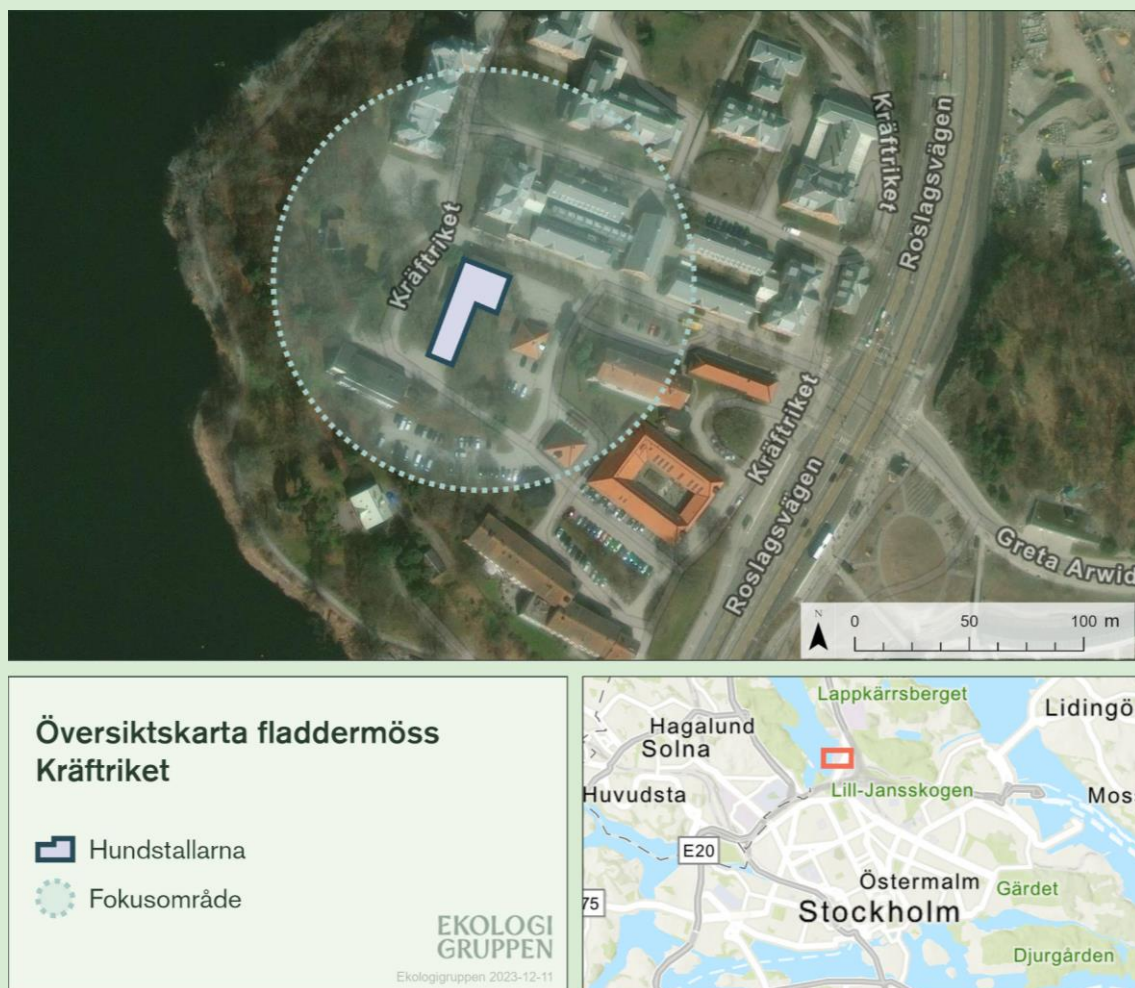 Kräftriket
Roslagsvägen
Kräftriket
Kräftriket
Roslagsvägen
Greta Arwid
N
0 50 100 m
Översiktskarta fladdermöss
Kräftriket
Hundstallarna
Fokusområde
EKOLOGI
GRUPPEN
Ekologigruppen 2023-12-11
Lappkärrsberget
Lidingö
Hagalund
Solna
Huvudsta
Lill-Jansskogen
Mos
E20
75
Östermalm
Gärdet
Stockholm
Djurgården